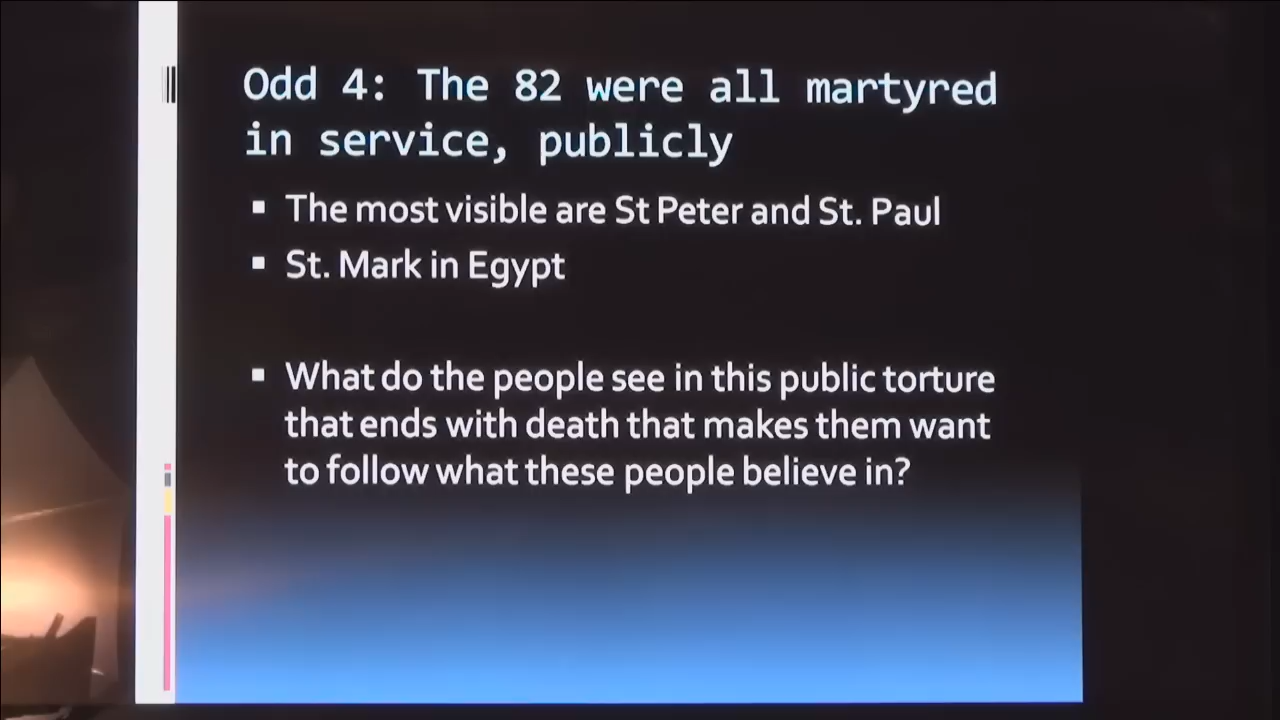 Odd 4: The 82 were all martyred
in service, publicly
▪ The most visible are St Peter and St. Paul
▪ St. Mark in Egypt
▪ What do the people see in this public torture
that ends with death that makes them want
to follow what these people believe in?